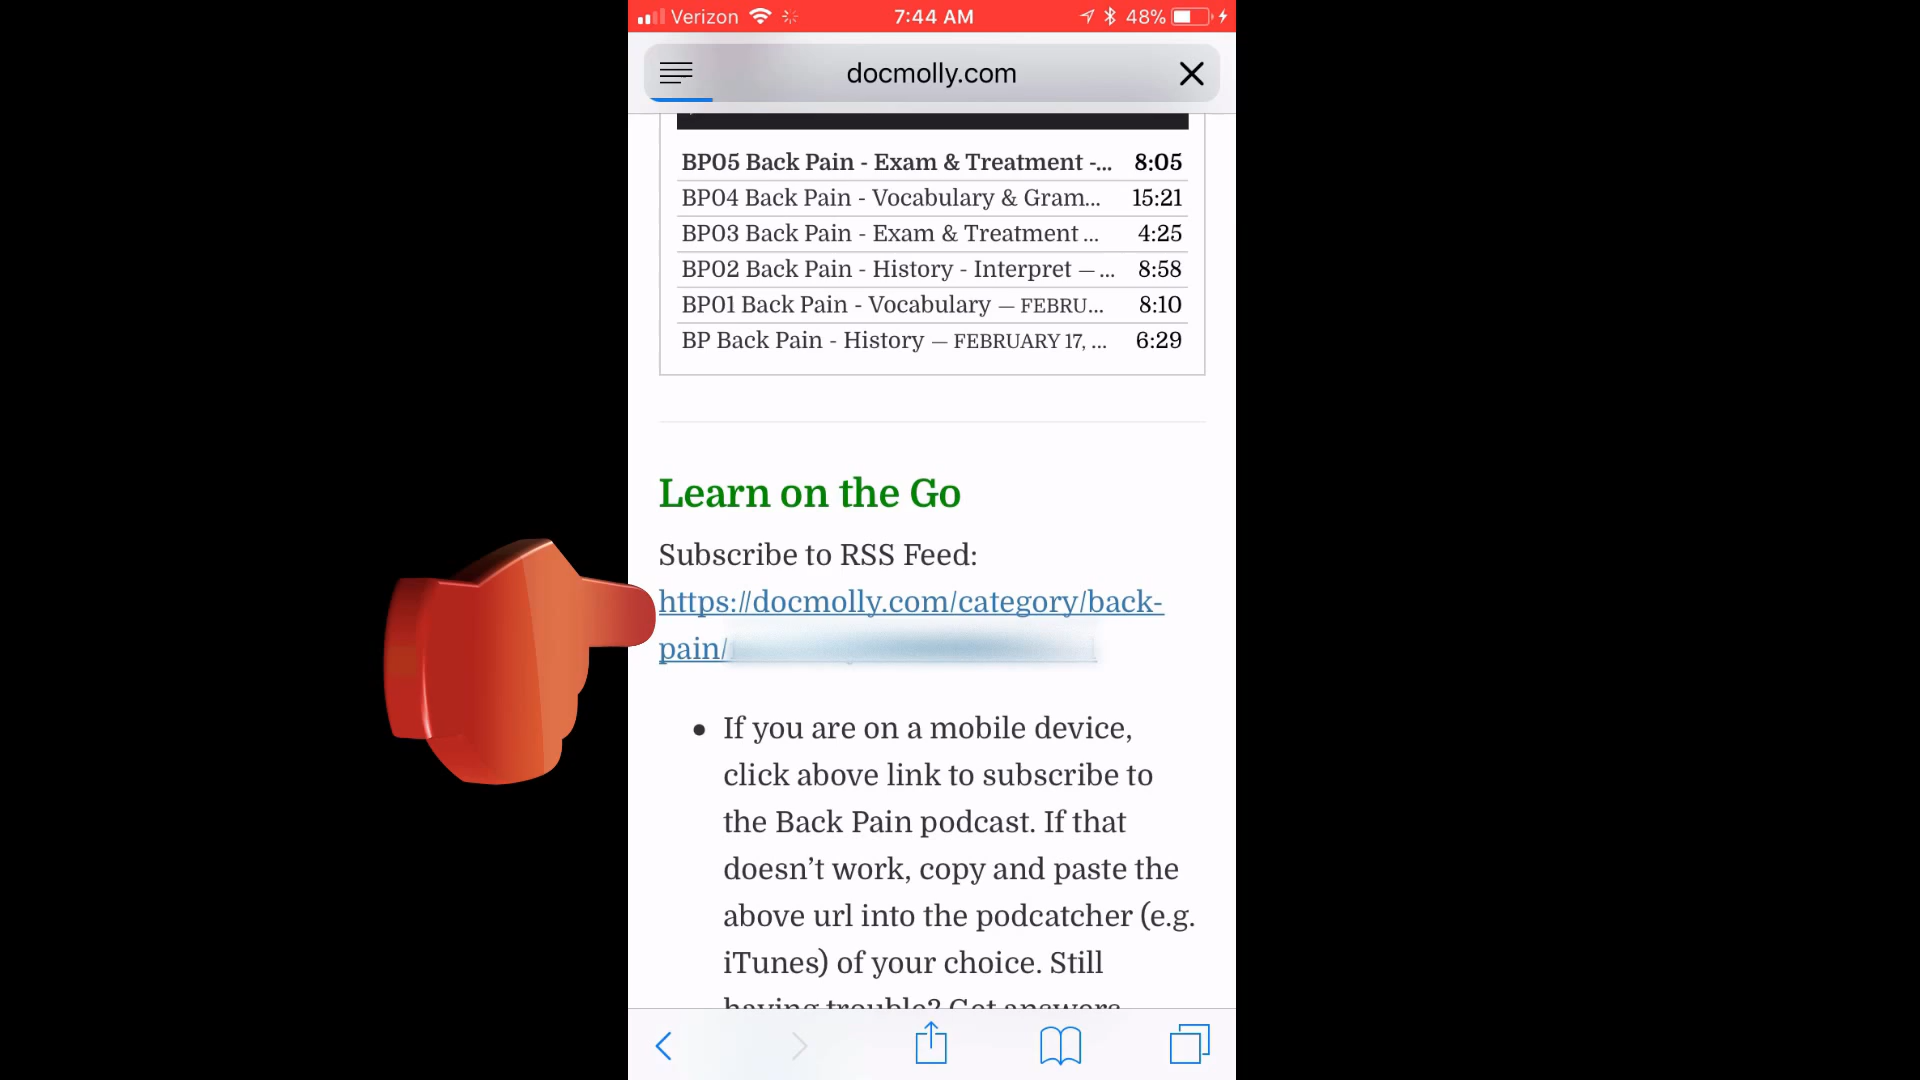 Verizon 7:44 AM 48%
docmolly.com
BP05 Back Pain - Exam & Treatment -... 8:05
BP04 Back Pain - Vocabulary & Gram... 15:21
BP03 Back Pain - Exam & Treatment ... 4:25
BP02 Back Pain - History - Interpret — ... 8:58
BP01 Back Pain - Vocabulary — FEBRU... 8:10
BP Back Pain - History — FEBRUARY 17, ... 6:29
Learn on the Go
Subscribe to RSS Feed:
https://docmolly.com/category/back-
pain/
• If you are on a mobile device,
click above link to subscribe to
the Back Pain podcast. If that
doesn’t work, copy and paste the
above url into the podcatcher (e.g.
iTunes) of your choice. Still
having trouble? Get answers